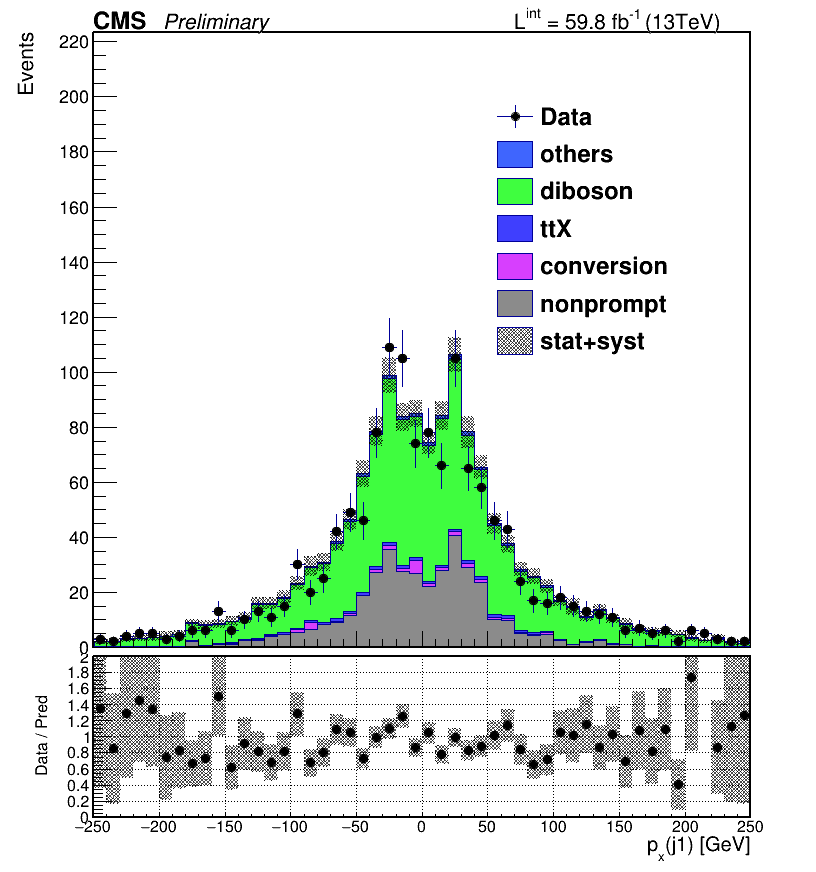 CMS Preliminary L^int = 59.8 fb^-1 (13TeV)
Events
220
200
180
160
140
120
100
80
60
40
20
0
Data
others
diboson
ttX
conversion
nonprompt
stat+syst
Data / Pred
2
1.8
1.6
1.4
1.2
1
0.8
0.6
0.4
0.2
0
−250 −200 −150 −100 −50 0 50 100 150 200 250
p_x(j1) [GeV]